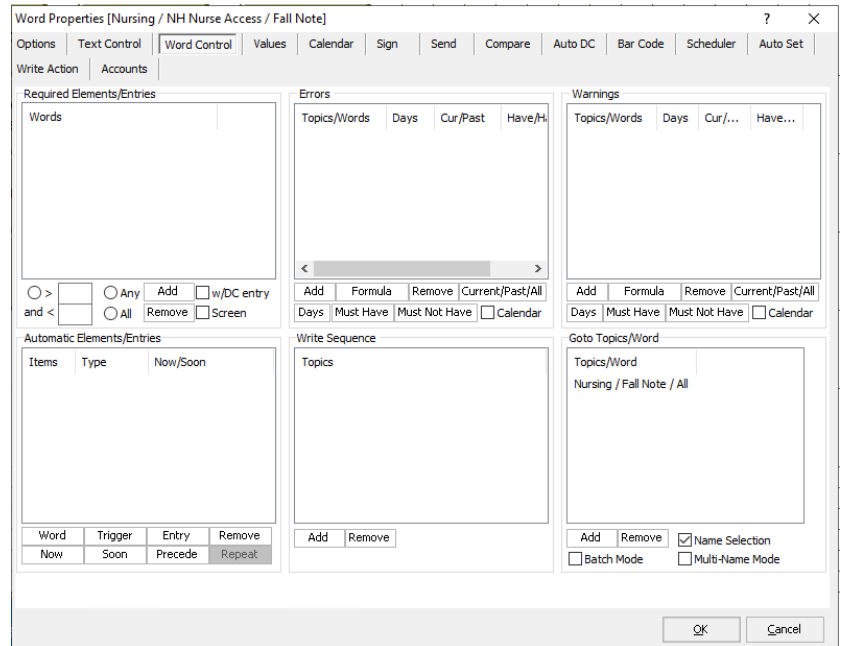 Word Properties [Nursing / NH Nurse Access / Fall Note] ? X
Options Text Control Word Control Values Calendar Sign Send Compare Auto DC Bar Code Scheduler Auto Set
Write Action Accounts
Required Elements/Entries
Words
> Any Add w/DC entry
and < All Remove Screen
Errors
Topics/Words Days Cur/Past Have/Ha
< >
Add Formula Remove Current/Past/All
Days Must Have Must Not Have Calendar
Warnings
Topics/Words Days Cur/... Have...
Add Formula Remove Current/Past/All
Days Must Have Must Not Have Calendar
Automatic Elements/Entries
Items Type Now/Soon
Word Trigger Entry Remove
Now Soon Precede Repeat
Write Sequence
Topics
Add Remove
Goto Topics/Word
Topics/Word
Nursing / Fall Note / All
Add Remove Name Selection
Batch Mode Multi-Name Mode
OK Cancel